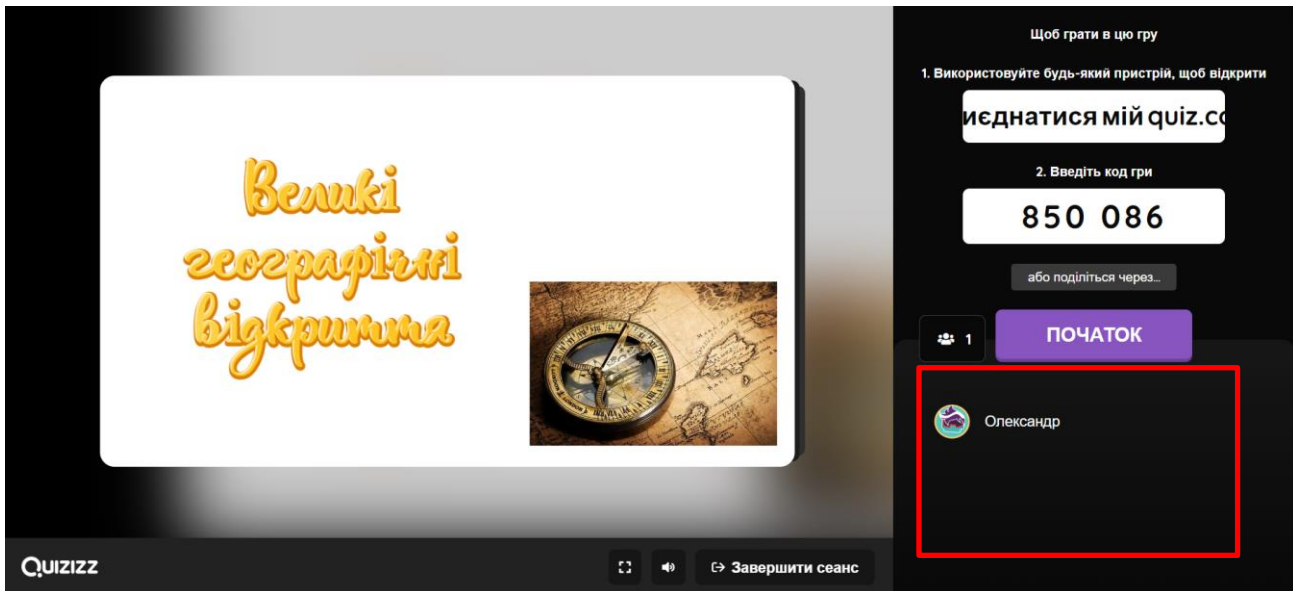 Великі
географічні
відкриття
QUIZIZZ
Завершити сеанс
Щоб грати в цю гру
1. Використовуйте будь-який пристрій, щоб відкрити
иєднатися мій quiz.co
2. Введіть код гри
850 086
або поділіться через...
1
ПОЧАТОК
Олександр